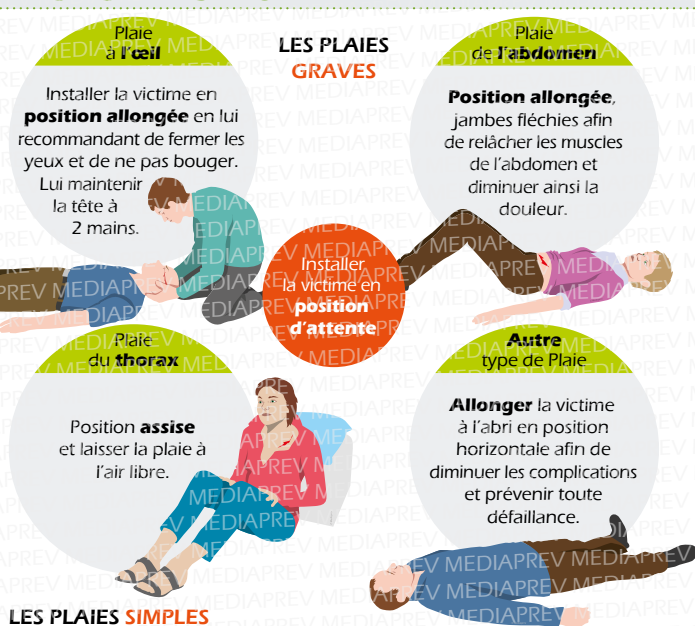 LES PLAIES
GRAVES
Plaie
à l'œil
Installer la victime en
position allongée en lui
recommandant de fermer les
yeux et de ne pas bouger.
Lui maintenir
la tête à
2 mains.
Plaie
de l'abdomen
Position allongée,
jambes fléchies afin
de relâcher les muscles
de l'abdomen et
diminuer ainsi la
douleur.
Installer
la victime en
position
d'attente
Plaie
du thorax
Position assise
et laisser la plaie à
l'air libre.
Autre
type de Plaie
Allonger la victime
à l'abri en position
horizontale afin de
diminuer les complications
et prévenir toute
défaillance.
LES PLAIES SIMPLES
MEDIAPREV